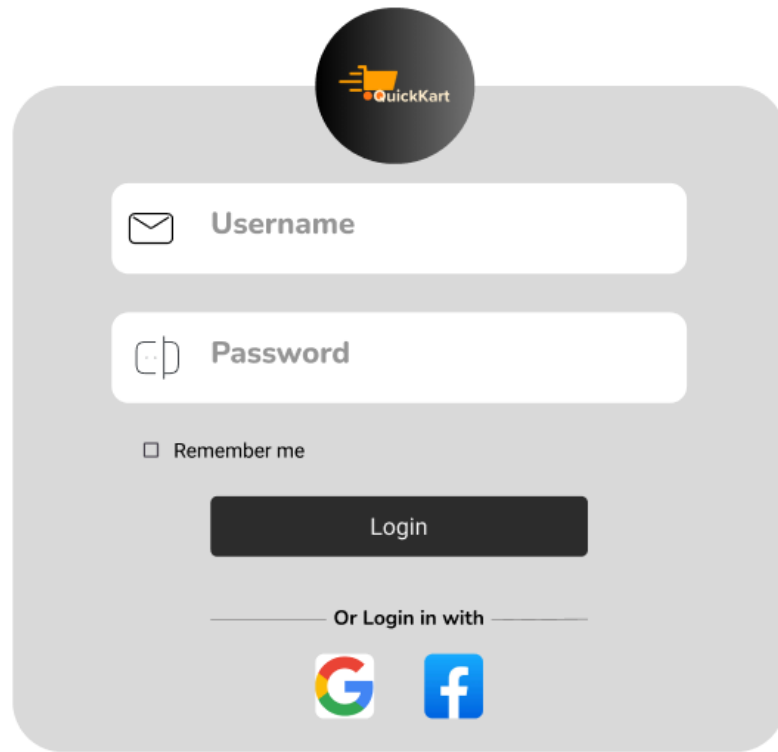 QuickKart
Username
Password
Remember me
Login
Or Login in with